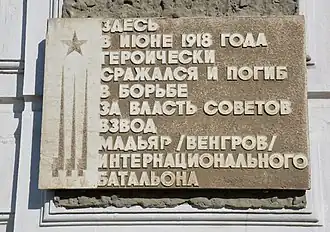 ЗДЕСЬ
В ИЮНЕ 1918 ГОДА
ГЕРОИЧЕСКИ
СРАЖАЛСЯ И ПОГИБ
В БОРЬБЕ
ЗА ВЛАСТЬ СОВЕТОВ
ВЗВОД
МАДЬЯР /ВЕНГРОВ/
ИНТЕРНАЦИОНАЛЬНОГО
БАТАЛЬОНА